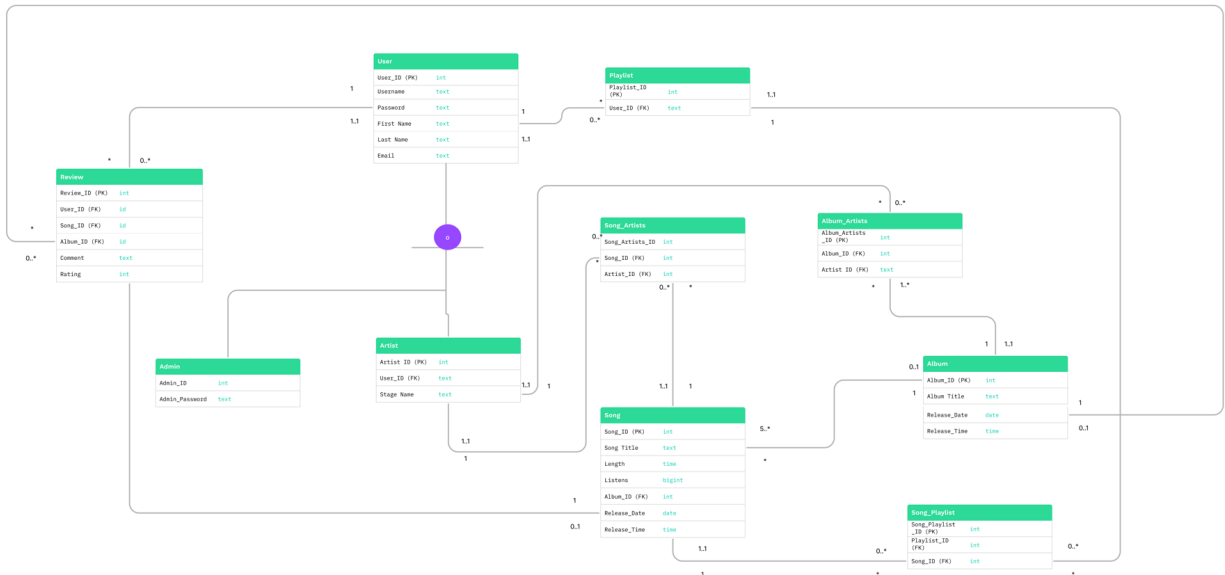 User
User_ID (PK) int
Username text
Password text
First Name text
Last Name text
Email text
1
1..1
1
1..1
Playlist
Playlist_ID
(PK) int
User_ID (FK) text
*
0..*
1..1
1
*
0..*
Review
Review_ID (PK) int
User_ID (FK) id
Song_ID (FK) id
Album_ID (FK) id
Comment text
Rating int
*
0..*
o
Song_Artists
Song_Artists_ID int
Song_ID (FK) int
Artist_ID (FK) int
0..*
*
0..*
*
*
0..*
Album_Artists
Album_Artists
_ID (PK) int
Album_ID (FK) int
Artist ID (FK) text
*
1..*
Admin
Admin_ID int
Admin_Password text
Artist
Artist ID (PK) int
User_ID (FK) text
Stage Name text
1..1
1
1..1
1
1..1
1
1
1..1
Album
Album_ID (PK) int
Album Title text
Release_Date date
Release_Time time
0..1
1
1
0..1
Song
Song_ID (PK) int
Song Title text
Length time
Listens bigint
Album_ID (FK) int
Release_Date date
Release_Time time
5..*
*
1
0..1
1..1
1
Song_Playlist
Song_Playlist
_ID (PK) int
Playlist_ID
(FK) int
Song_ID (FK) int
0..*
*
0..*
*